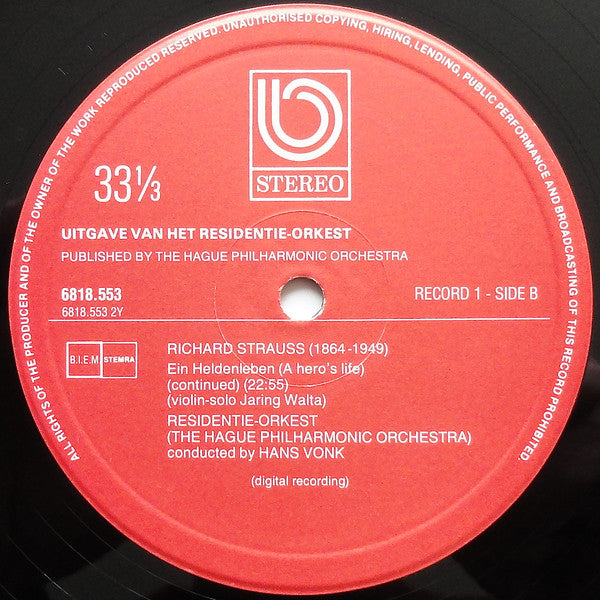 ALL RIGHTS OF THE PRODUCER AND OF THE OWNER OF THE WORK REPRODUCED RESERVED. UNAUTHORISED COPYING, HIRING, LENDING, PUBLIC PERFORMANCE AND BROADCASTING OF THIS RECORD PROHIBITED.
b
STEREO
33⅓
UITGAVE VAN HET RESIDENTIE-ORKEST
PUBLISHED BY THE HAGUE PHILHARMONIC ORCHESTRA
6818.553 RECORD 1 - SIDE B
6818.553 2Y
B.I.E.M STEMRA
RICHARD STRAUSS (1864-1949)
Ein Heldenleben (A hero's life)
(continued) (22:55)
(violin-solo Jaring Walta)
RESIDENTIE-ORKEST
(THE HAGUE PHILHARMONIC ORCHESTRA)
conducted by HANS VONK
(digital recording)